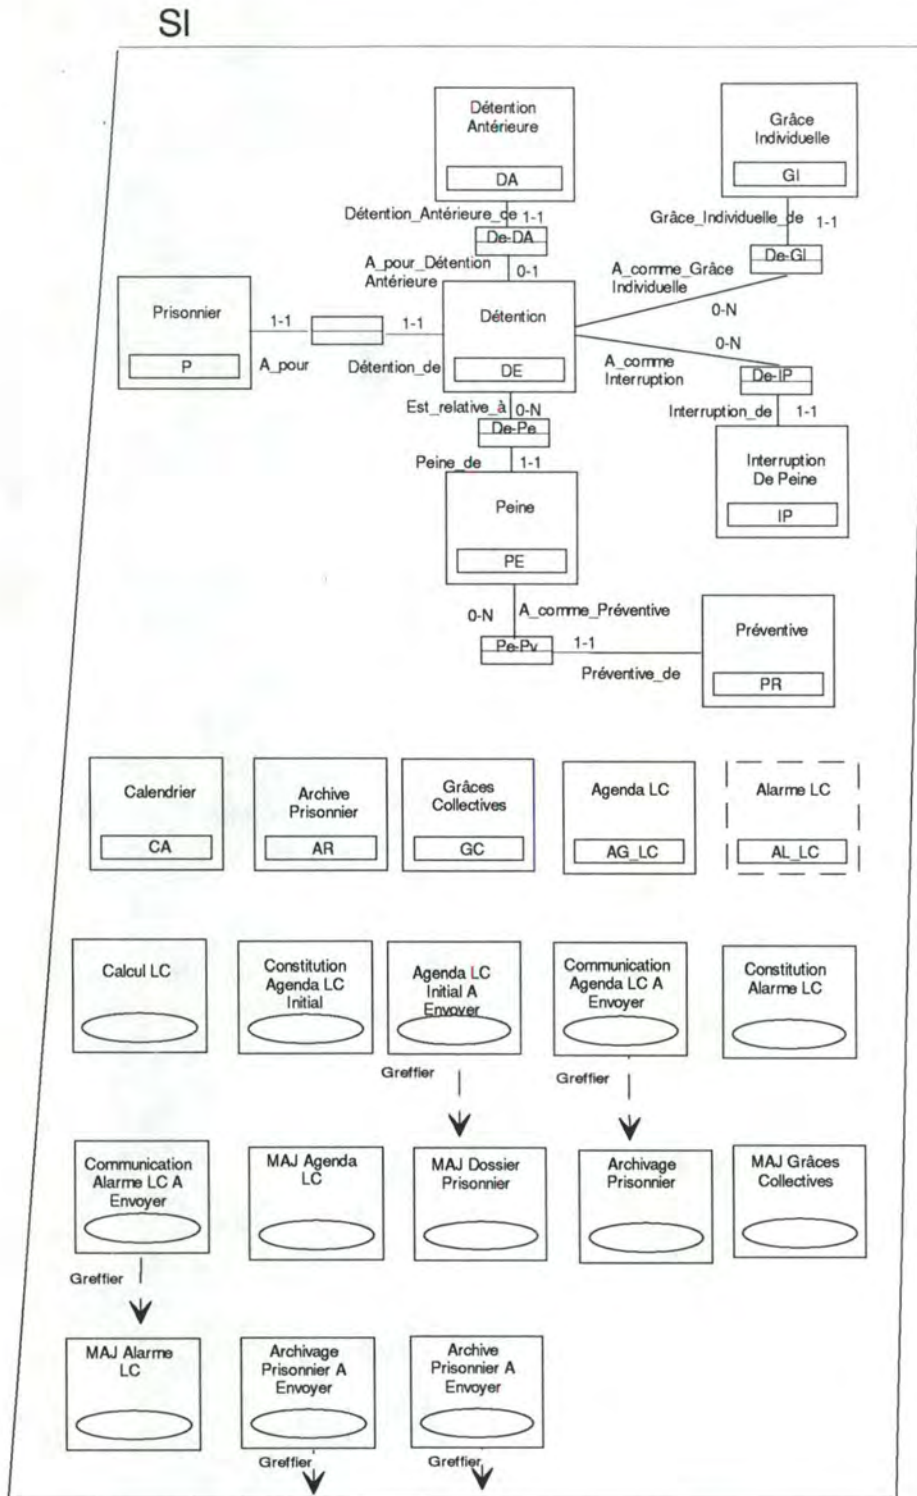 SI
Détention
Antérieure
DA
Grâce
Individuelle
GI
Détention_Antérieure_de 1-1
Grâce_Individuelle_de 1-1
De-DA
De-GI
A_pour_Détention
Antérieure
0-1
A_comme_Grâce
Individuelle
0-N
Prisonnier
P
1-1
1-1
A_pour
Détention_de
Détention
DE
0-N
A_comme
Interruption
De-IP
Est_relative_à 0-N
Interruption_de 1-1
De-Pe
Peine_de 1-1
Interruption
De Peine
IP
Peine
PE
0-N
A_comme_Préventive
Pe-Pv
1-1
Préventive_de
Préventive
PR
Calendrier
CA
Archive
Prisonnier
AR
Grâces
Collectives
GC
Agenda LC
AG_LC
Alarme LC
AL_LC
Calcul LC
Constitution
Agenda LC
Initial
Agenda LC
Initial A
Envoyer
Communication
Agenda LC A
Envoyer
Constitution
Alarme LC
Greffier
Greffier
Communication
Alarme LC A
Envoyer
MAJ Agenda
LC
MAJ Dossier
Prisonnier
Archivage
Prisonnier
MAJ Grâces
Collectives
Greffier
MAJ Alarme
LC
Archivage
Prisonnier A
Envoyer
Archive
Prisonnier A
Envoyer
Greffier
Greffier